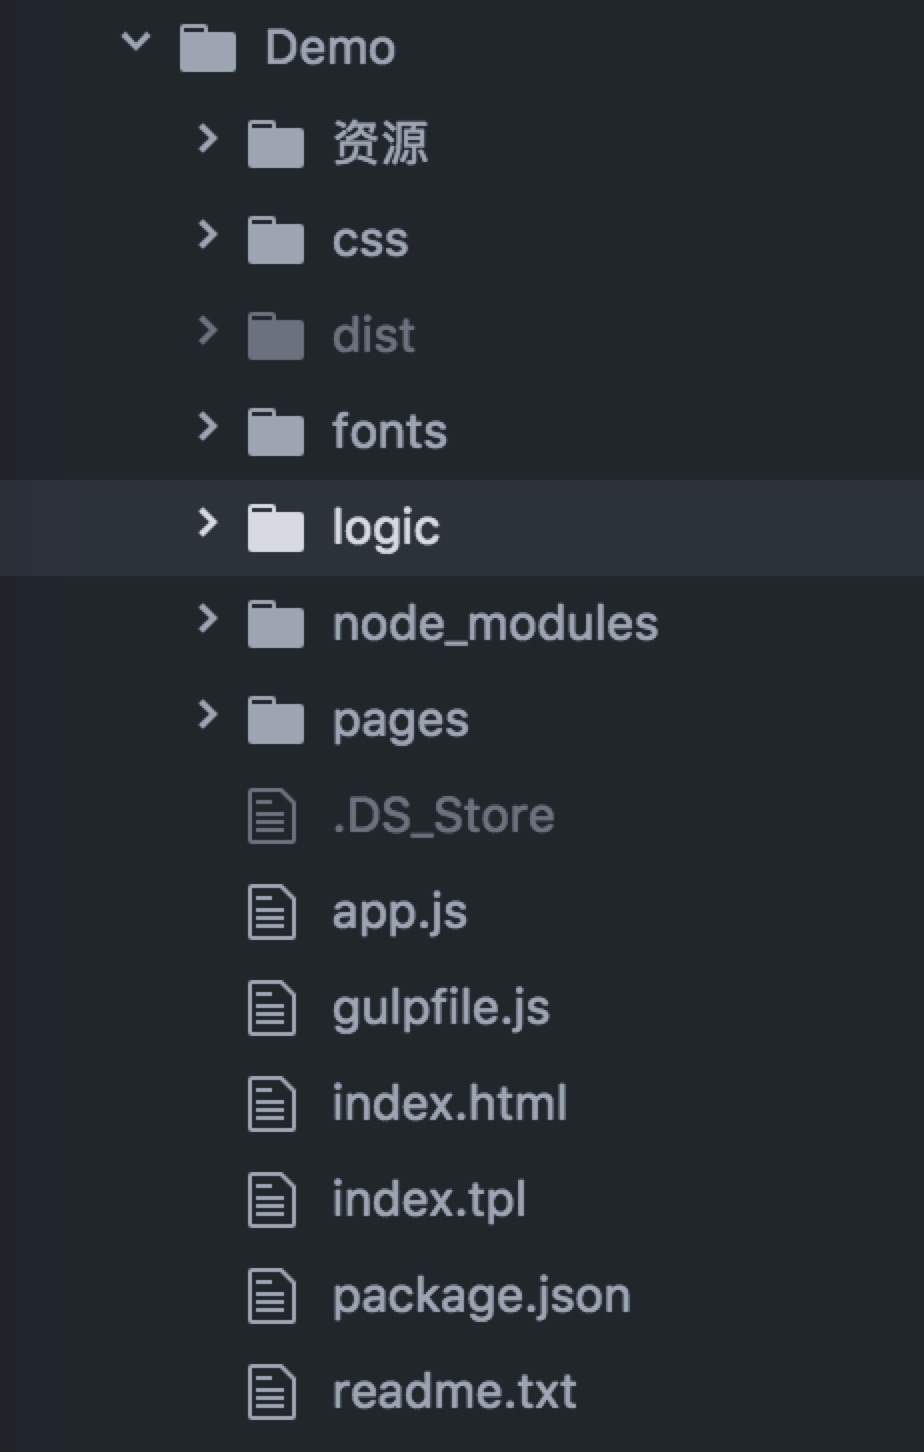 Demo
资源
css
dist
fonts
logic
node_modules
pages
.DS_Store
app.js
gulpfile.js
index.html
index.tpl
package.json
readme.txt